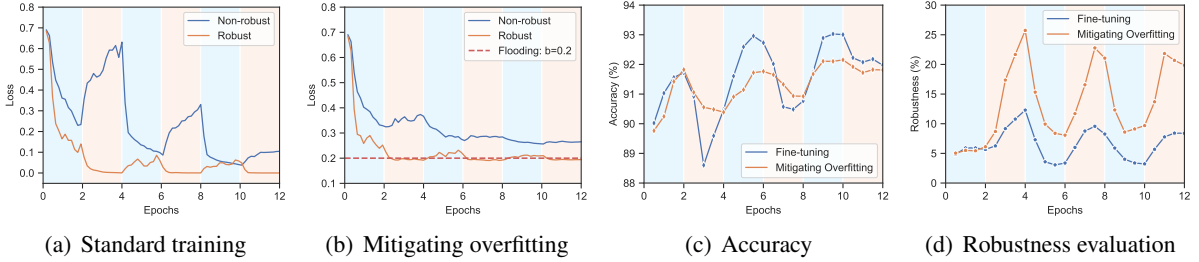 0.8
0.7
0.6
0.5
0.4
0.3
0.2
0.1
0.0
Loss
0 2 4 6 8 10 12
Epochs
Non-robust
Robust
(a) Standard training
0.8
0.7
0.6
0.5
0.4
0.3
0.2
0.1
Loss
0 2 4 6 8 10 12
Epochs
Non-robust
Robust
Flooding: b=0.2
(b) Mitigating overfitting
94
93
92
91
90
89
88
Accuracy (%)
0 2 4 6 8 10 12
Epochs
Fine-tuning
Mitigating Overfitting
(c) Accuracy
30
25
20
15
10
5
0
Robustness (%)
0 2 4 6 8 10 12
Epochs
Fine-tuning
Mitigating Overfitting
(d) Robustness evaluation